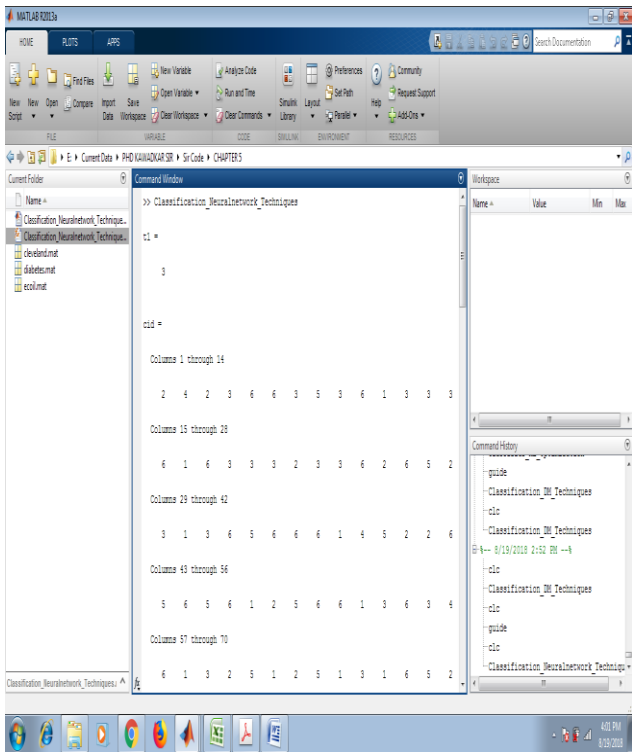 MATLAB R2013a
HOME PLOTS APPS
Search Documentation
New Script New Open Find Files Compare Import Data Save Workspace New Variable Open Variable Clear Workspace Analyze Code Run and Time Clear Commands Simulink Library Layout Preferences Set Path Parallel Help Community Request Support Add-Ons
FILE VARIABLE CODE SIMULINK ENVIRONMENT RESOURCES
E: Current Data PHD KAWADKAR SIR Sir Code CHAPTER 5
Current Folder
Name
Classification_Neuralnetwork_Technique...
Classification_Neuralnetwork_Technique...
cleveland.mat
diabetes.mat
ecoil.mat
Classification_Neuralnetwork_Techniques.
Command Window
>> Classification_Neuralnetwork_Techniques
t1 =
3
cid =
Columns 1 through 14
2 4 2 3 6 6 3 5 3 6 1 3 3 3
Columns 15 through 28
6 1 6 3 3 3 2 3 3 6 2 6 5 2
Columns 29 through 42
3 1 3 6 5 6 6 6 1 4 5 2 2 6
Columns 43 through 56
5 6 5 6 1 2 5 6 6 1 3 6 3 4
Columns 57 through 70
6 1 3 2 5 1 2 5 1 3 1 6 5 2
fx
Workspace
Name Value Min Max
Command History
guide
Classification_DM_Techniques
clc
Classification_DM_Techniques
%-- 8/19/2018 2:52 PM --%
clc
Classification_DM_Techniques
clc
guide
clc
Classification_Neuralnetwork_Techniqu
4:01 PM
8/19/2018